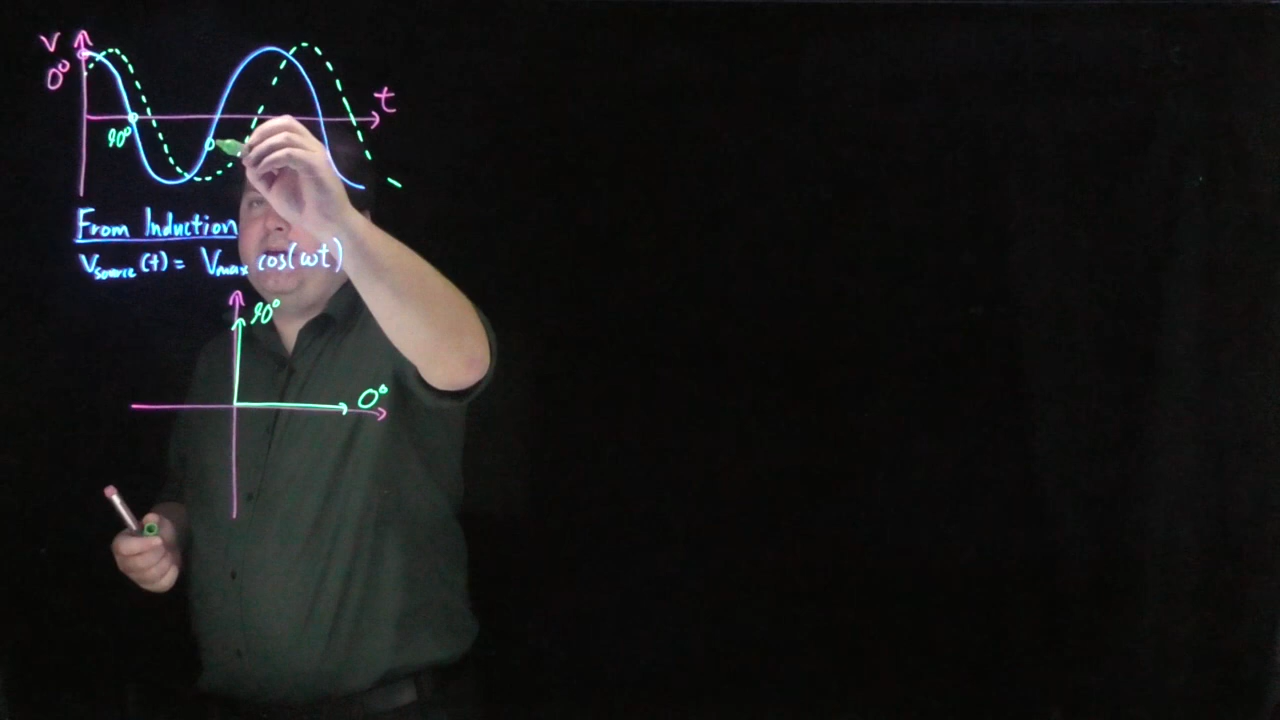 V
0°
t
90°
From Induction
Vsource(t) = Vmax cos(ωt)
90°
0°